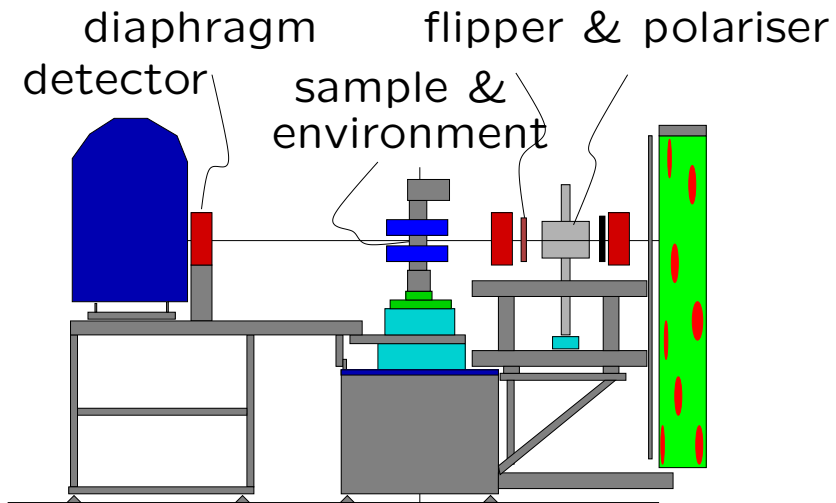 diaphragm
flipper & polariser
detector
sample &
environment